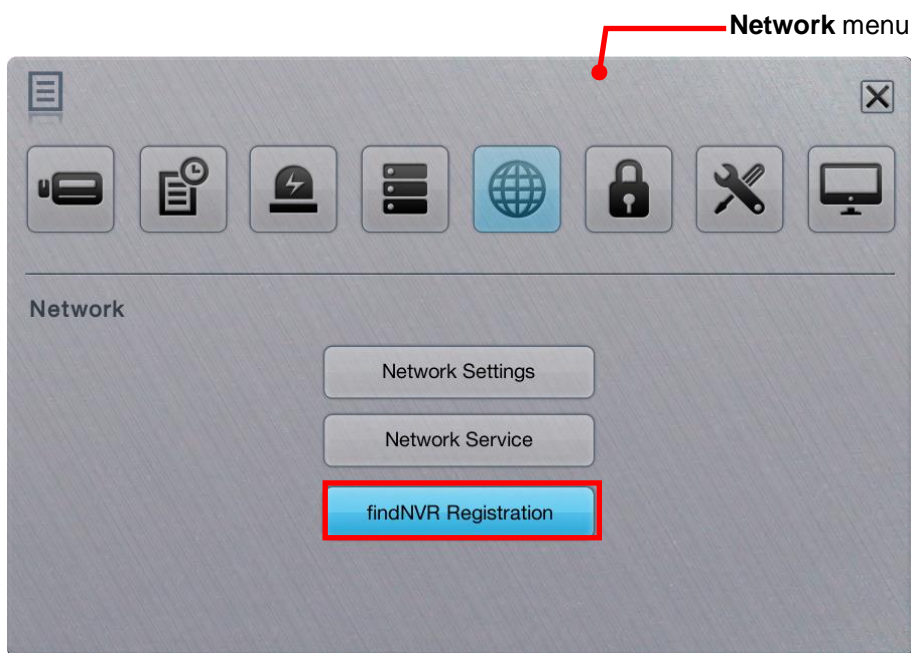 Network menu
Network
Network Settings
Network Service
findNVR Registration